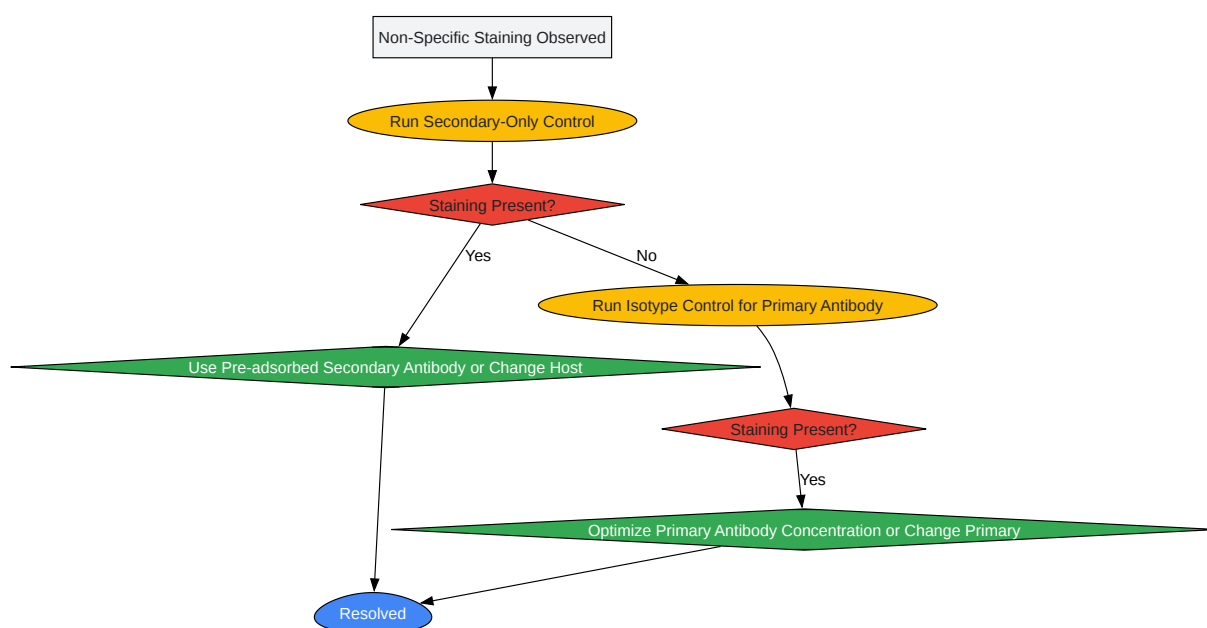 Non-Specific Staining Observed
Run Secondary-Only Control
Staining Present?
Yes
No
Run Isotype Control for Primary Antibody
Use Pre-adsorbed Secondary Antibody or Change Host
Staining Present?
Yes
Optimize Primary Antibody Concentration or Change Primary
Resolved